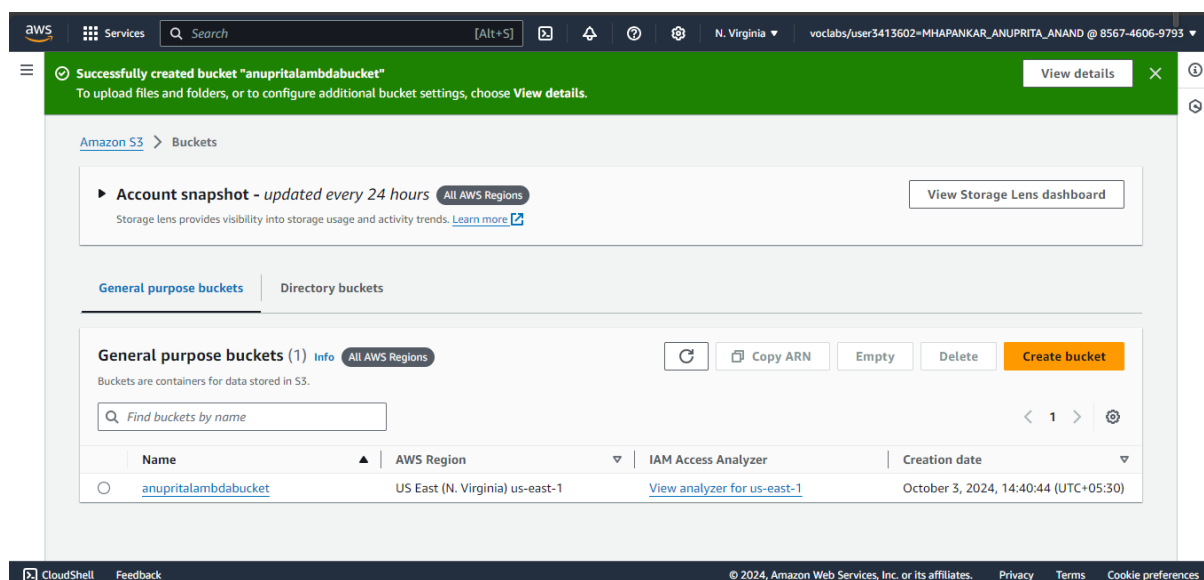 aws Services Search [Alt+S] N. Virginia ▼ voclabs/user3413602=MHAPANKAR_ANUPRITA_ANAND @ 8567-4606-9793 ▼
Successfully created bucket "anupritalambdabucket"
View details
To upload files and folders, or to configure additional bucket settings, choose View details.
Amazon S3 > Buckets
Account snapshot - updated every 24 hours All AWS Regions
View Storage Lens dashboard
Storage lens provides visibility into storage usage and activity trends. Learn more
General purpose buckets Directory buckets
General purpose buckets (1) Info All AWS Regions
Copy ARN Empty Delete Create bucket
Buckets are containers for data stored in S3.
Find buckets by name
1
Name AWS Region IAM Access Analyzer Creation date
anupritalambdabucket US East (N. Virginia) us-east-1 View analyzer for us-east-1 October 3, 2024, 14:40:44 (UTC+05:30)
CloudShell Feedback © 2024, Amazon Web Services, Inc. or its affiliates. Privacy Terms Cookie preferences